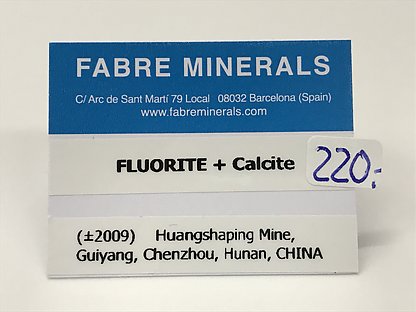 FABRE MINERALS
C/ Arc de Sant Martí 79 Local 08032 Barcelona (Spain)
www.fabreminerals.com
FLUORITE + Calcite
220.-
(±2009) Huangshaping Mine,
Guiyang, Chenzhou, Hunan, CHINA